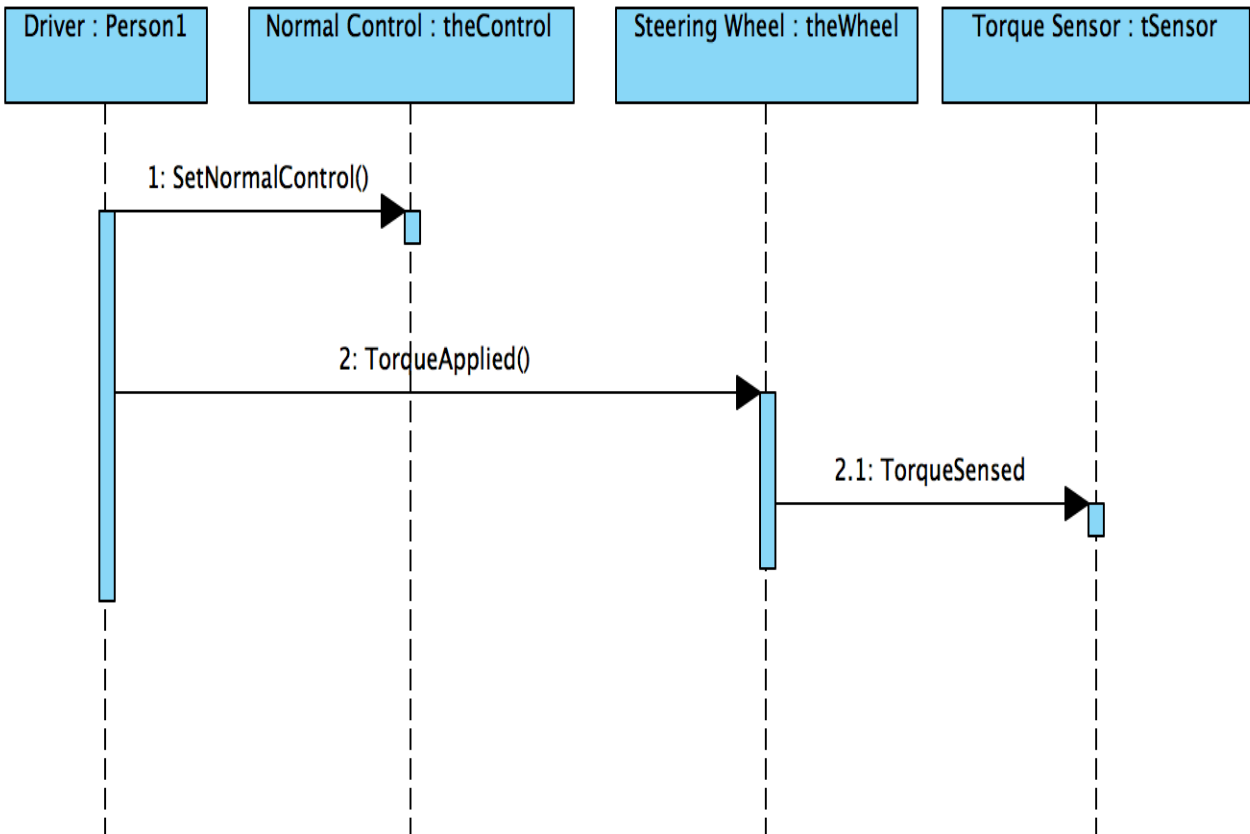 Driver : Person1
Normal Control : theControl
Steering Wheel : theWheel
Torque Sensor : tSensor
1: SetNormalControl()
2: TorqueApplied()
2.1: TorqueSensed